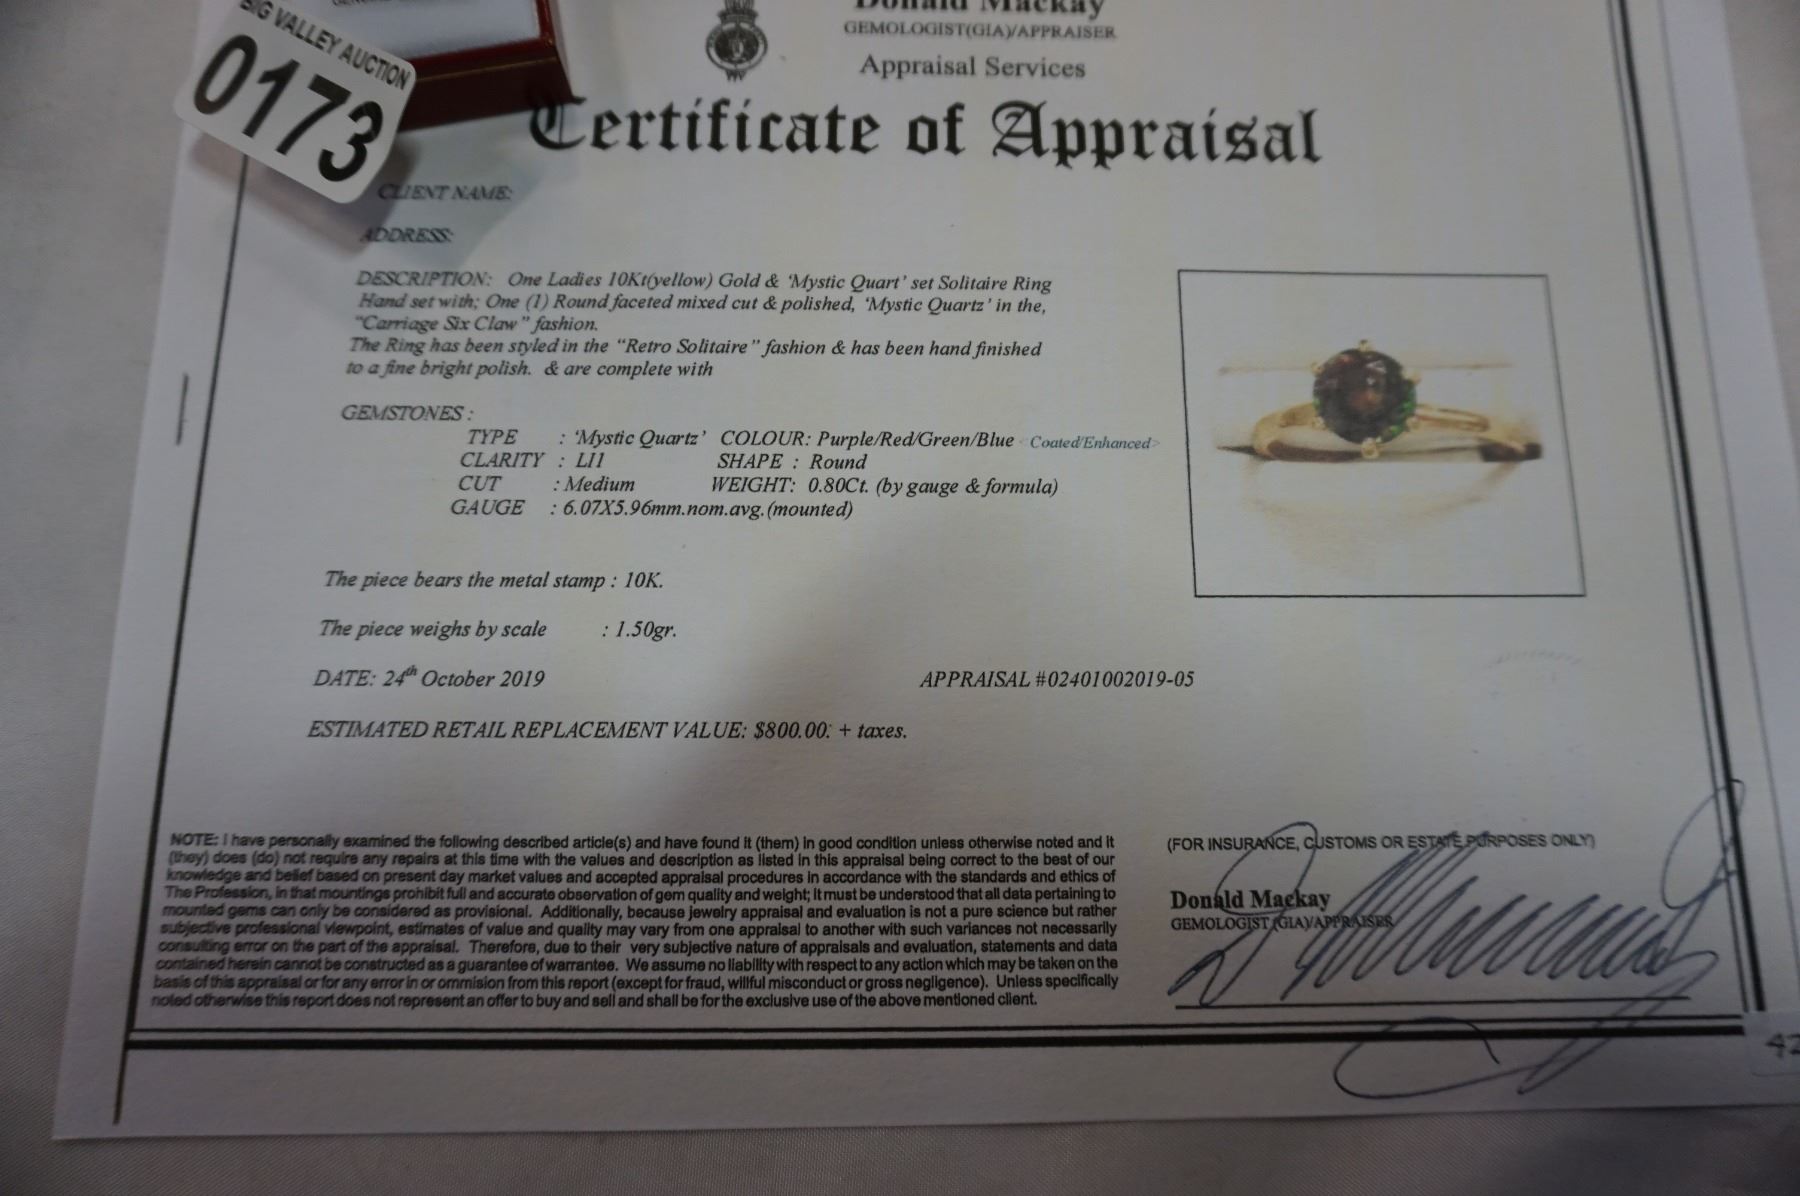 BIG VALLEY AUCTION
0173
Donald Mackay
GEMOLOGIST(GIA)/APPRAISER
Appraisal Services
Certificate of Appraisal
CLIENT NAME:
ADDRESS:
DESCRIPTION: One Ladies 10Kt(yellow) Gold & 'Mystic Quart' set Solitaire Ring
Hand set with; One (1) Round faceted mixed cut & polished, 'Mystic Quartz' in the,
"Carriage Six Claw" fashion.
The Ring has been styled in the "Retro Solitaire" fashion & has been hand finished
to a fine bright polish. & are complete with
GEMSTONES :
TYPE : 'Mystic Quartz' COLOUR: Purple/Red/Green/Blue <Coated/Enhanced>
CLARITY : LI1 SHAPE : Round
CUT : Medium WEIGHT: 0.80Ct. (by gauge & formula)
GAUGE : 6.07X5.96mm.nom.avg.(mounted)
The piece bears the metal stamp : 10K.
The piece weighs by scale : 1.50gr.
DATE: 24th October 2019 APPRAISAL #02401002019-05
ESTIMATED RETAIL REPLACEMENT VALUE: $800.00. + taxes.
NOTE: I have personally examined the following described article(s) and have found it (them) in good condition unless otherwise noted and it
(they) does (do) not require any repairs at this time with the values and description as listed in this appraisal being correct to the best of our
knowledge and belief based on present day market values and accepted appraisal procedures in accordance with the standards and ethics of
The Profession, in that mountings prohibit full and accurate observation of gem quality and weight; it must be understood that all data pertaining to
mounted gems can only be considered as provisional. Additionally, because jewelry appraisal and evaluation is not a pure science but rather
subjective professional viewpoint, estimates of value and quality may vary from one appraisal to another with such variances not necessarily
consulting error on the part of the appraisal. Therefore, due to their very subjective nature of appraisals and evaluation, statements and data
contained herein cannot be constructed as a guarantee of warrantee. We assume no liability with respect to any action which may be taken on the
basis of this appraisal or for any error in or ommision from this report (except for fraud, willful misconduct or gross negligence). Unless specifically
noted otherwise this report does not represent an offer to buy and sell and shall be for the exclusive use of the above mentioned client.
(FOR INSURANCE, CUSTOMS OR ESTATE PURPOSES ONLY)
Donald Mackay
GEMOLOGIST (GIA)/APPRAISER
42